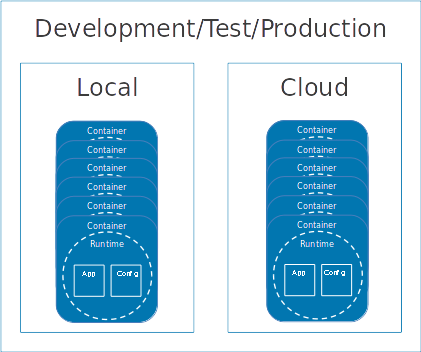 Development/Test/Production
Local
Container
Container
Container
Container
Container
Container
Runtime
App
Config
Cloud
Container
Container
Container
Container
Container
Container
Runtime
App
Config